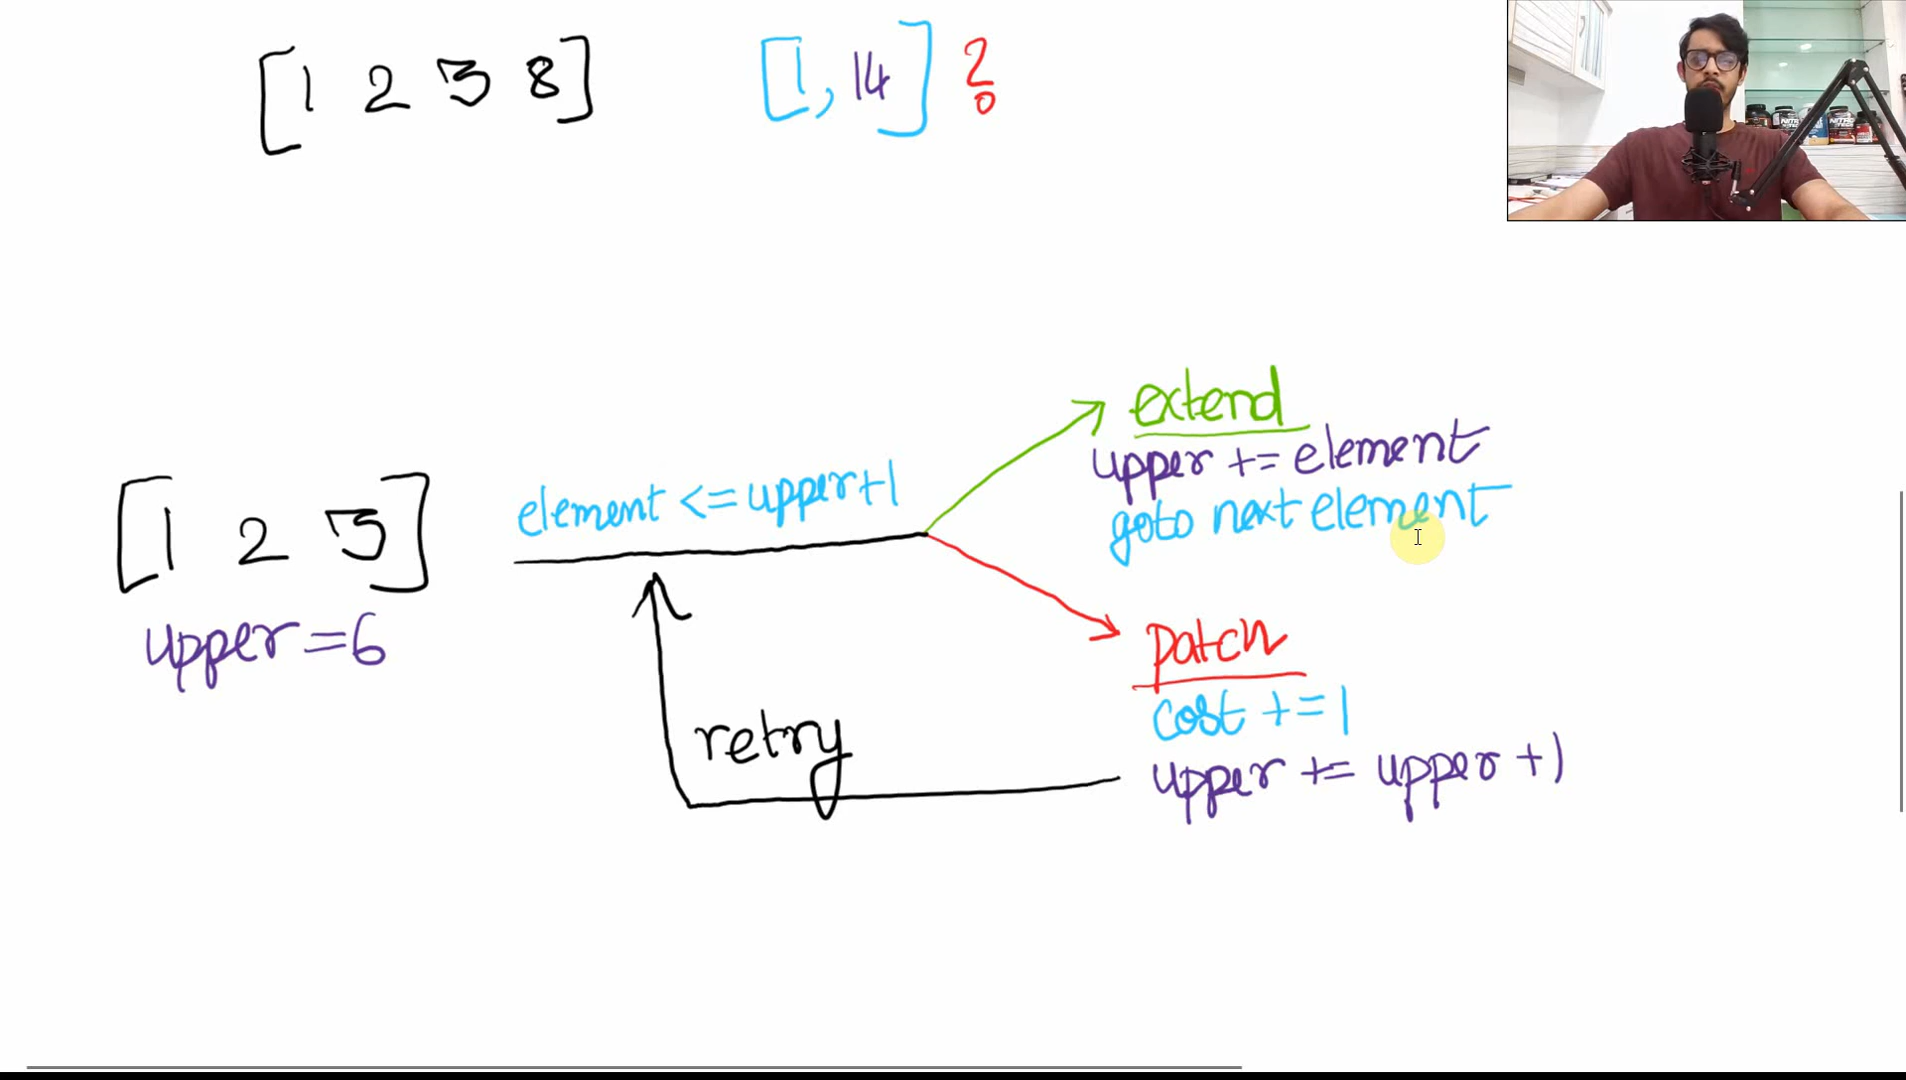 [1 2 3 8] [1, 14] 2
0
extend
upper += element
element <= upper+1
goto next element
[1 2 3]
upper = 6
patch
cost += 1
retry
upper += upper +1